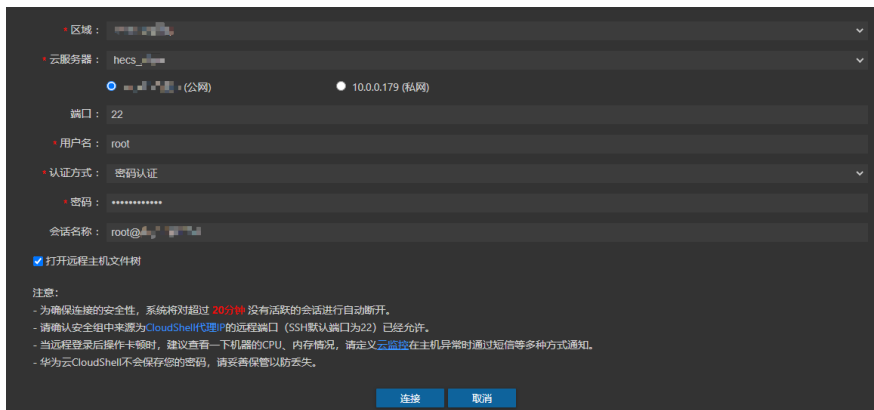 * 区域：
* 云服务器： hecs_
(公网) 10.0.0.179 (私网)
端口： 22
* 用户名： root
* 认证方式： 密码认证
* 密码： ••••••••••••
会话名称： root@
打开远程主机文件树
注意：
- 为确保连接的安全性，系统将对超过 20分钟 没有活跃的会话进行自动断开。
- 请确认安全组中来源为CloudShell代理IP的远程端口（SSH默认端口为22）已经允许。
- 当远程登录后操作卡顿时，建议查看一下机器的CPU、内存情况，请定义云监控在主机异常时通过短信等多种方式通知。
- 华为云CloudShell不会保存您的密码，请妥善保管以防丢失。
连接 取消